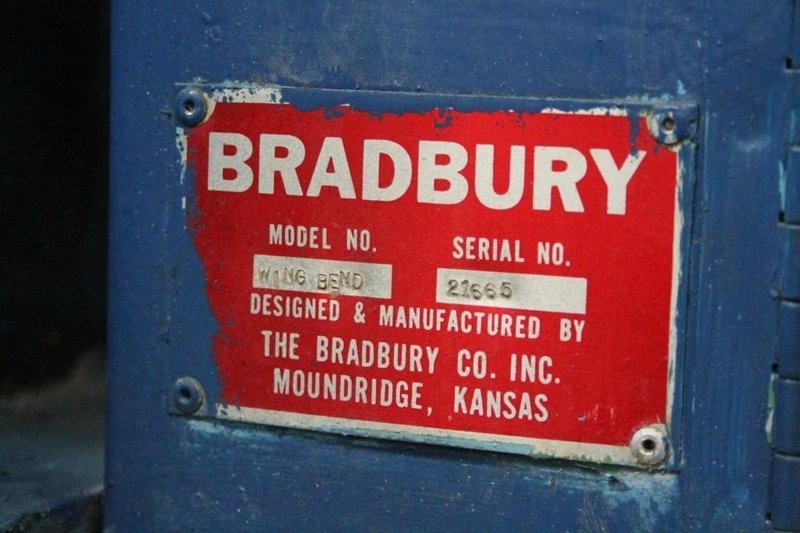 BRADBURY
MODEL NO. SERIAL NO.
WING BEND 21665
DESIGNED & MANUFACTURED BY
THE BRADBURY CO. INC.
MOUNDRIDGE, KANSAS